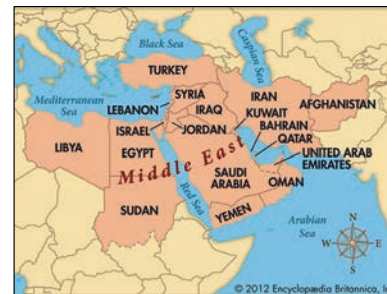 Black Sea
Caspian Sea
TURKEY
Mediterranean
Sea
SYRIA
LEBANON
IRAQ
IRAN
AFGHANISTAN
KUWAIT
ISRAEL
JORDAN
BAHRAIN
QATAR
LIBYA
EGYPT
Middle East
SAUDI
ARABIA
UNITED ARAB
EMIRATES
OMAN
SUDAN
Red Sea
YEMEN
Arabian
Sea
N
W
E
S
© 2012 Encyclopædia Britannica, In